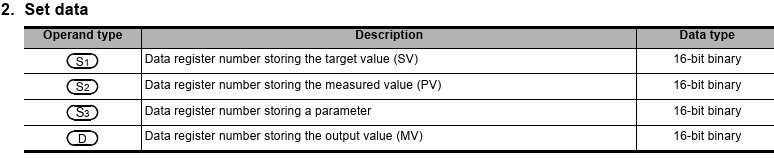 2. Set data
Operand type Description Data type
S1 Data register number storing the target value (SV) 16-bit binary
S2 Data register number storing the measured value (PV) 16-bit binary
S3 Data register number storing a parameter 16-bit binary
D Data register number storing the output value (MV) 16-bit binary